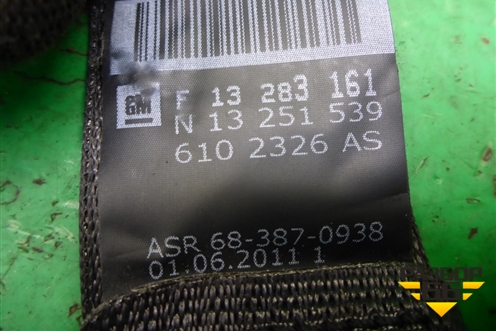 GM F 13 283 161
N 13 251 539
610 2326 AS
ASR 68-387-0938
01.06.2011 1